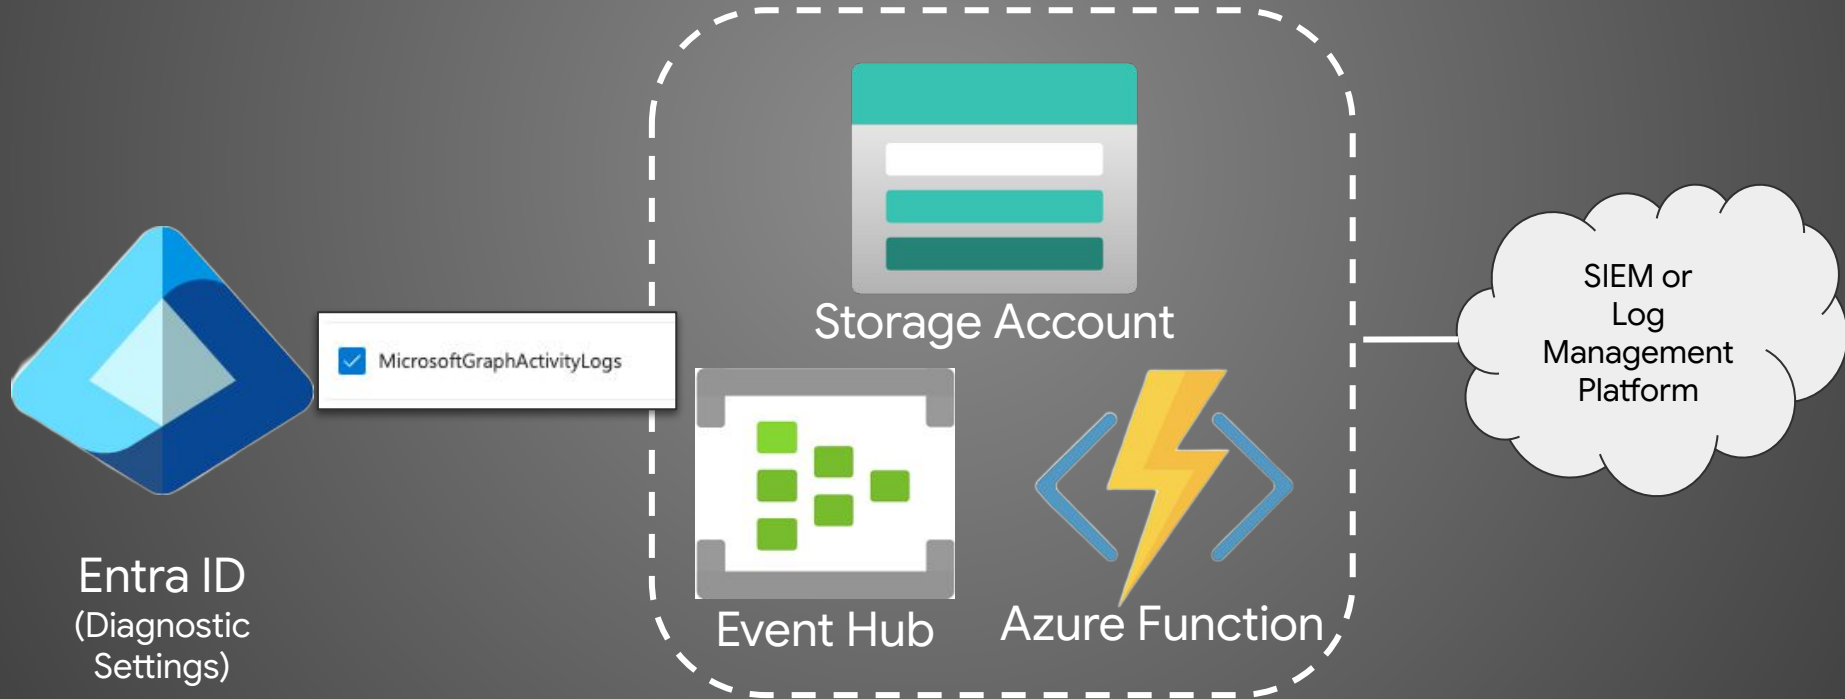 Entra ID
(Diagnostic
Settings)
MicrosoftGraphActivityLogs
Storage Account
Event Hub
Azure Function
SIEM or
Log
Management
Platform